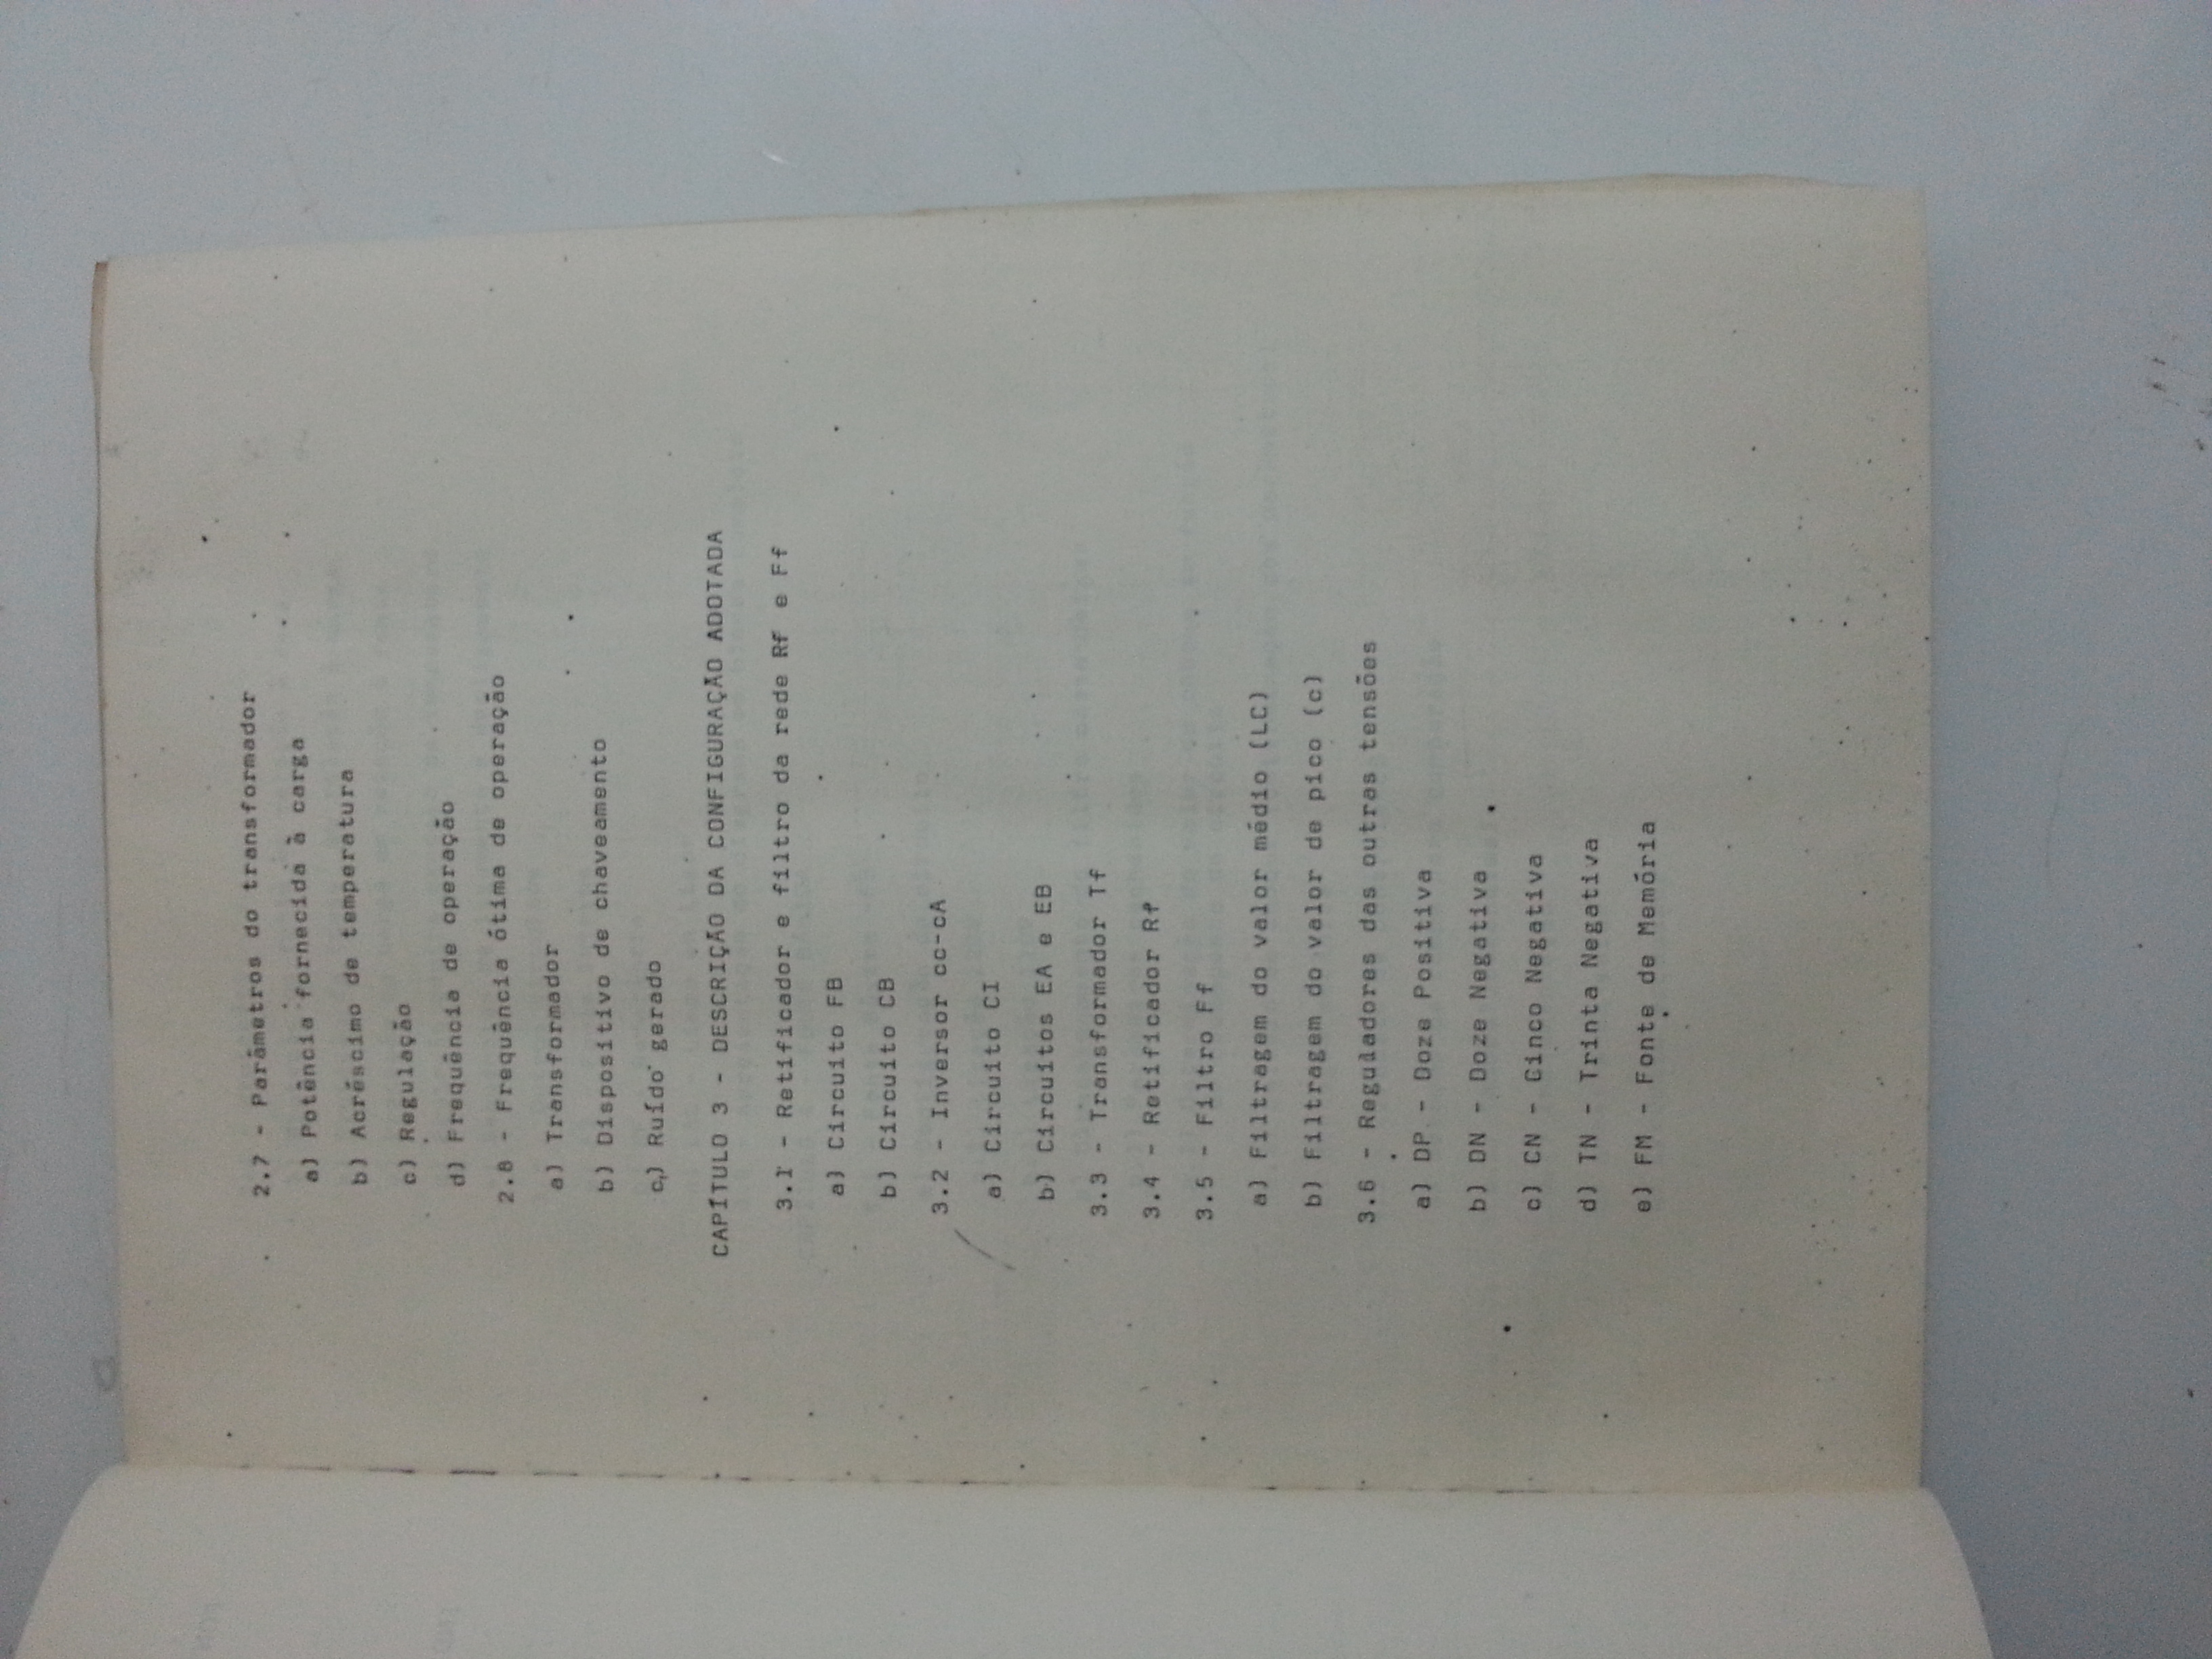 2.7 - Parâmetros do transformador
a) Potência fornecida à carga
b) Acréscimo de temperatura
c) Regulação
d) Frequência de operação
2.8 - Frequência ótima de operação
a) Transformador
b) Dispositivo de chaveamento
c) Ruído gerado
CAPÍTULO 3 - DESCRIÇÃO DA CONFIGURAÇÃO ADOTADA
3.1 - Retificador e filtro da rede Rf e Ff
a) Circuito FB
b) Circuito CB
3.2 - Inversor cc-cA
a) Circuito CI
b) Circuitos EA e EB
3.3 - Transformador Tf
3.4 - Retificador Rf
3.5 - Filtro Ff
a) Filtragem do valor médio (LC)
b) Filtragem do valor de pico (c)
3.6 - Reguladores das outras tensões
a) DP - Doze Positiva
b) DN - Doze Negativa
c) CN - Cinco Negativa
d) TN - Trinta Negativa
e) FM - Fonte de Memória